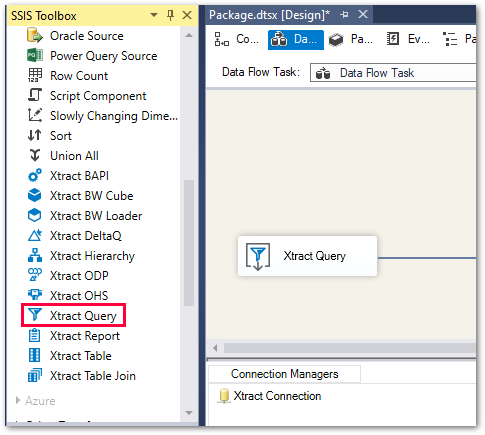 SSIS Toolbox
Oracle Source
Power Query Source
Row Count
Script Component
Slowly Changing Dime...
Sort
Union All
Xtract BAPI
Xtract BW Cube
Xtract BW Loader
Xtract DeltaQ
Xtract Hierarchy
Xtract ODP
Xtract OHS
Xtract Query
Xtract Report
Xtract Table
Xtract Table Join
Azure
Package.dtsx [Design]*
Co...
Da...
Pa...
Ev...
Pa
Data Flow Task:
Data Flow Task
Xtract Query
Connection Managers
Xtract Connection